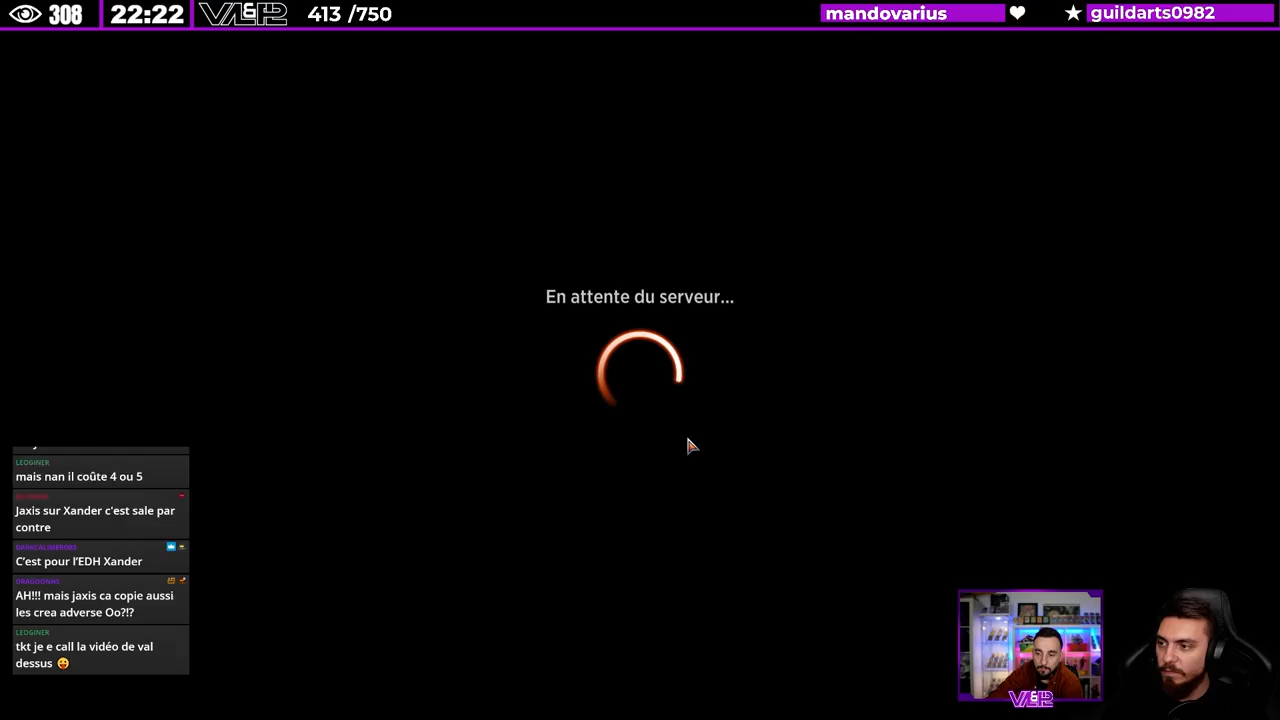 308
22:22
VAL&PL
413 /750
mandovarius
guildarts0982
En attente du serveur...
LEOGINER
mais nan il coûte 4 ou 5
Jaxis sur Xander c'est sale par
contre
C'est pour l'EDH Xander
DRAGOONHS
AH!!! mais jaxis ca copie aussi
les crea adverse Oo?!?
LEOGINER
tkt je e call la vidéo de val
dessus